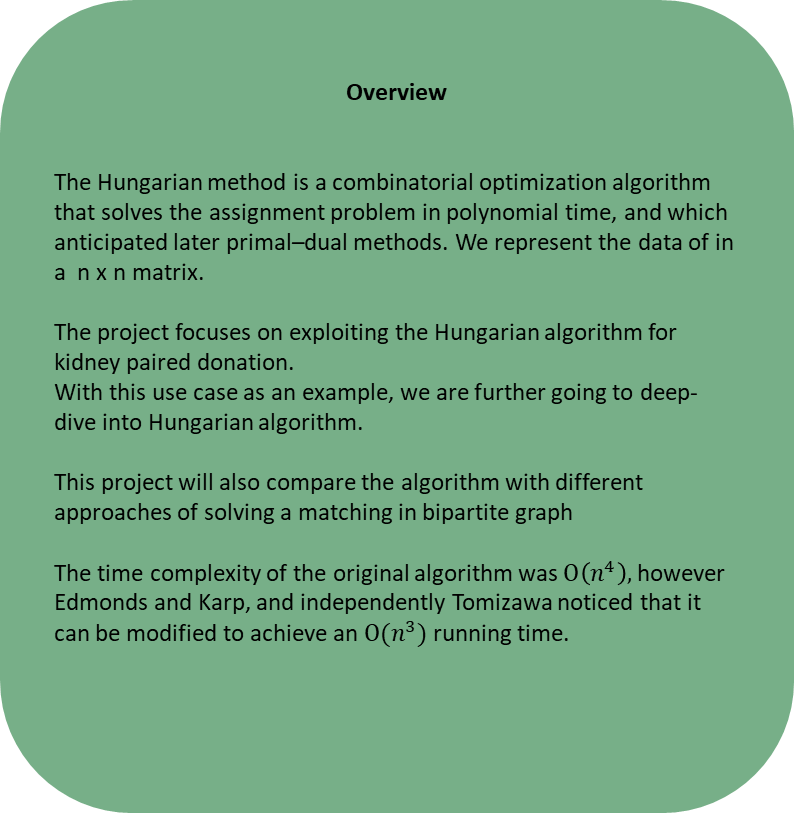 Overview
The Hungarian method is a combinatorial optimization algorithm
that solves the assignment problem in polynomial time, and which
anticipated later primal–dual methods. We represent the data of in
a  n x n matrix.
The project focuses on exploiting the Hungarian algorithm for
kidney paired donation.
With this use case as an example, we are further going to deep-
dive into Hungarian algorithm.
This project will also compare the algorithm with different
approaches of solving a matching in bipartite graph
The time complexity of the original algorithm was O(n⁴), however
Edmonds and Karp, and independently Tomizawa noticed that it
can be modified to achieve an O(n³) running time.